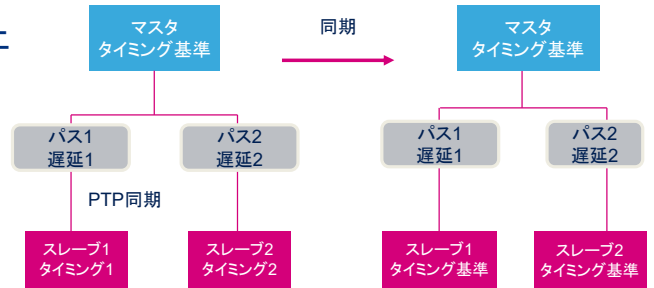 マスタ
タイミング基準
同期
マスタ
タイミング基準
パス1
遅延1
パス2
遅延2
パス1
遅延1
パス2
遅延2
PTP同期
スレーブ1
タイミング1
スレーブ2
タイミング2
スレーブ1
タイミング基準
スレーブ2
タイミング基準